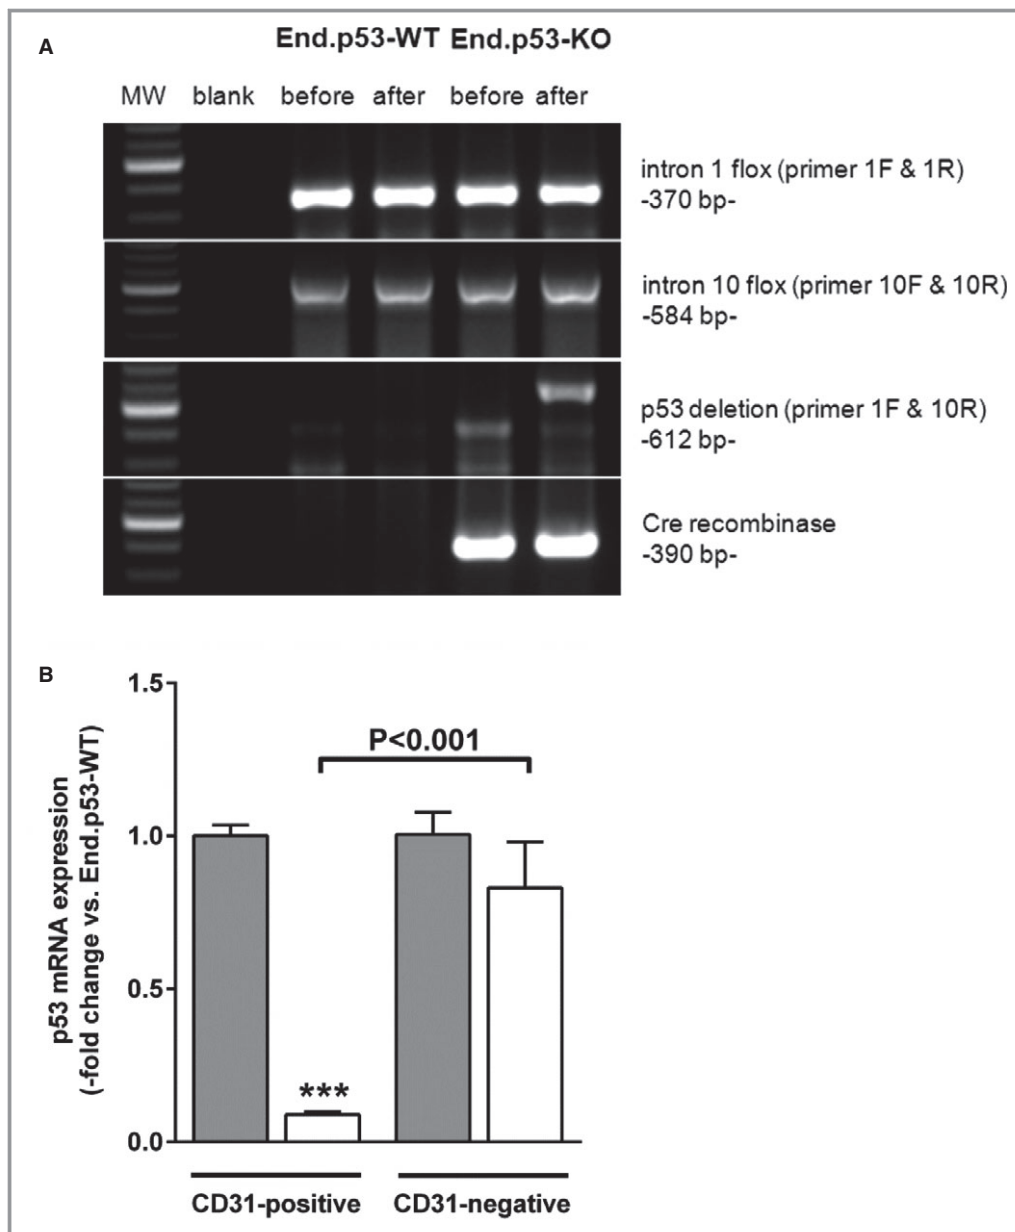 A
End.p53-WT End.p53-KO
MW blank before after before after
intron 1 flox (primer 1F & 1R)
-370 bp-
intron 10 flox (primer 10F & 10R)
-584 bp-
p53 deletion (primer 1F & 10R)
-612 bp-
Cre recombinase
-390 bp-
B
p53 mRNA expression
(-fold change vs. End.p53-WT)
1.5
1.0
0.5
0.0
P<0.001
***
CD31-positive CD31-negative